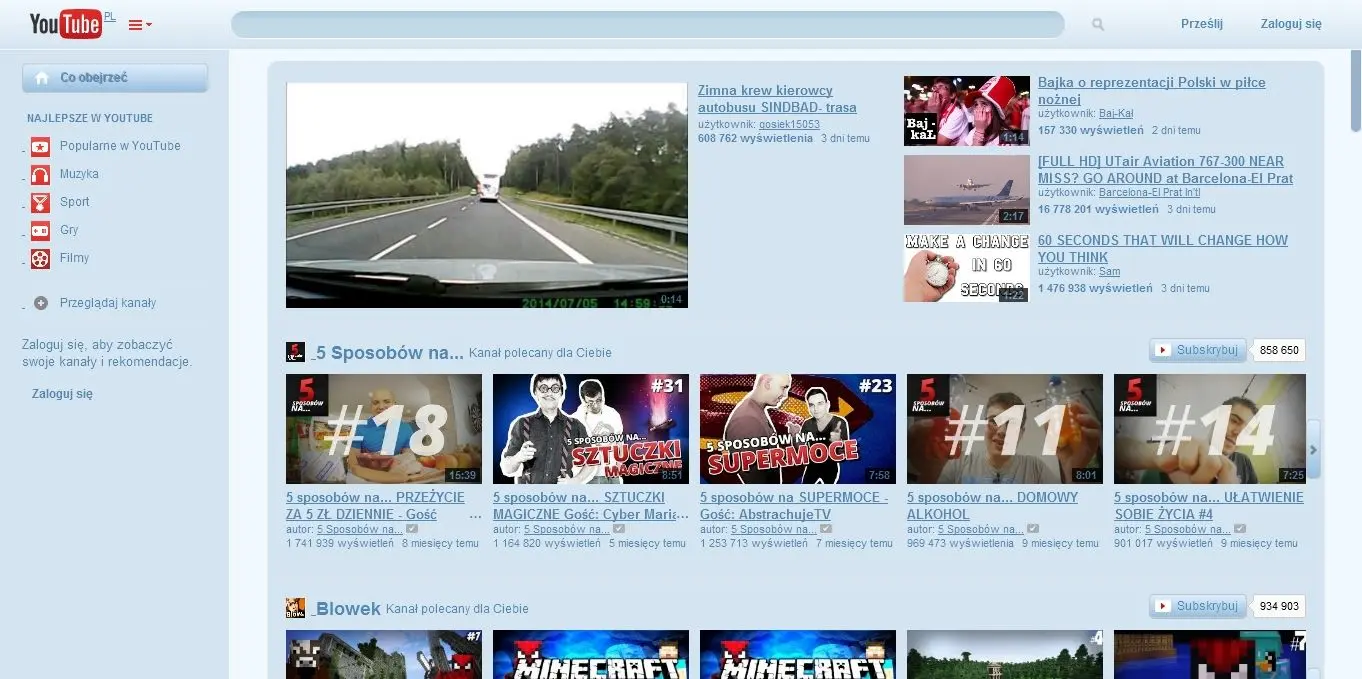 YouTube PL
Prześlij
Zaloguj się
Co obejrzeć
NAJLEPSZE W YOUTUBE
Popularne w YouTube
Muzyka
Sport
Gry
Filmy
Przeglądaj kanały
Zaloguj się, aby zobaczyć
swoje kanały i rekomendacje.
Zaloguj się
2014/07/05 14:59:
0:14
Zimna krew kierowcy
autobusu SINDBAD- trasa
użytkownik: gosiek15053
608 762 wyświetlenia 3 dni temu
Baj-
kaŁ
1:14
Bajka o reprezentacji Polski w piłce
nożnej
użytkownik: Baj-Kał
157 330 wyświetleń 2 dni temu
2:17
[FULL HD] UTair Aviation 767-300 NEAR
MISS? GO AROUND at Barcelona-El Prat
użytkownik: Barcelona-El Prat In'tl
16 778 201 wyświetleń 3 dni temu
MAKE A CHANGE
IN 60
SECONDS
1:22
60 SECONDS THAT WILL CHANGE HOW
YOU THINK
użytkownik: Sam
1 476 938 wyświetleń 3 dni temu
5 Sposobów na... Kanał polecany dla Ciebie
Subskrybuj 858 650
5
SPOSOBÓW
NA...
#18
15:39
#31
5 SPOSOBÓW NA...
SZTUCZKI
MAGICZNE
8:51
#23
5 SPOSOBÓW NA...
SUPERMOCE
7:58
5
SPOSOBÓW
NA...
#11
8:01
5
SPOSOBÓW
NA...
#14
7:25
5 sposobów na... PRZEŻYCIE
ZA 5 ZŁ DZIENNIE - Gość ...
autor: 5 Sposobów na...
1 741 939 wyświetleń 8 miesięcy temu
5 sposobów na... SZTUCZKI
MAGICZNE Gość: Cyber Maria...
autor: 5 Sposobów na...
1 164 820 wyświetleń 5 miesięcy temu
5 sposobów na SUPERMOCE -
Gość: AbstrachujeTV
autor: 5 Sposobów na...
1 253 713 wyświetleń 7 miesięcy temu
5 sposobów na... DOMOWY
ALKOHOL
autor: 5 Sposobów na...
969 473 wyświetlenia 9 miesięcy temu
5 sposobów na... UŁATWIENIE
SOBIE ŻYCIA #4
autor: 5 Sposobów na...
901 017 wyświetleń 9 miesięcy temu
Blowek Kanał polecany dla Ciebie
Subskrybuj 934 903
#7
MINECRAFT
MINECRAFT